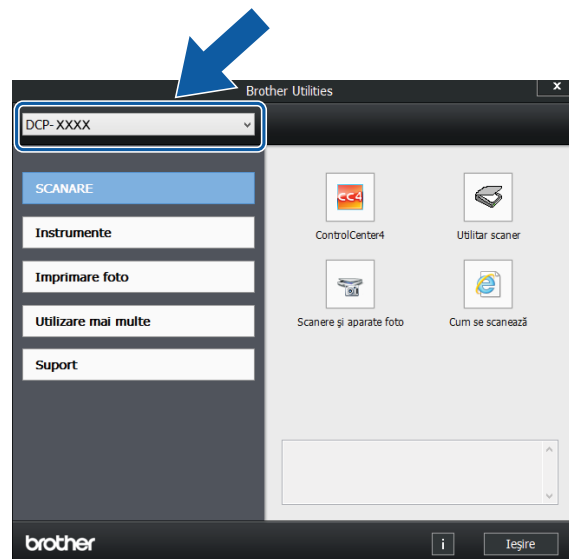 Brother Utilities
x
DCP-XXXX
SCANARE
Instrumente
Imprimare foto
Utilizare mai multe
Suport
CC4
ControlCenter4
Utilitar scaner
Scanere şi aparate foto
Cum se scanează
brother
i
Ieşire